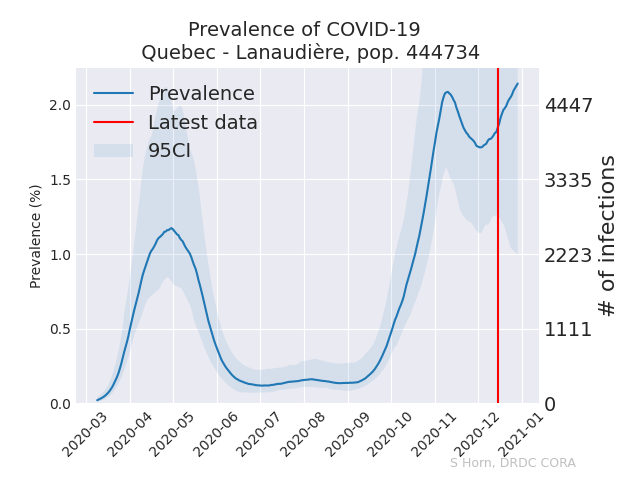 Prevalence of COVID-19
Quebec - Lanaudière, pop. 444734
Prevalence
Latest data
95CI
Prevalence (%)
2.0
1.5
1.0
0.5
0.0
4447
3335
2223
1111
0
# of infections
2020-03
2020-04
2020-05
2020-06
2020-07
2020-08
2020-09
2020-10
2020-11
2020-12
2021-01
S Horn, DRDC CORA